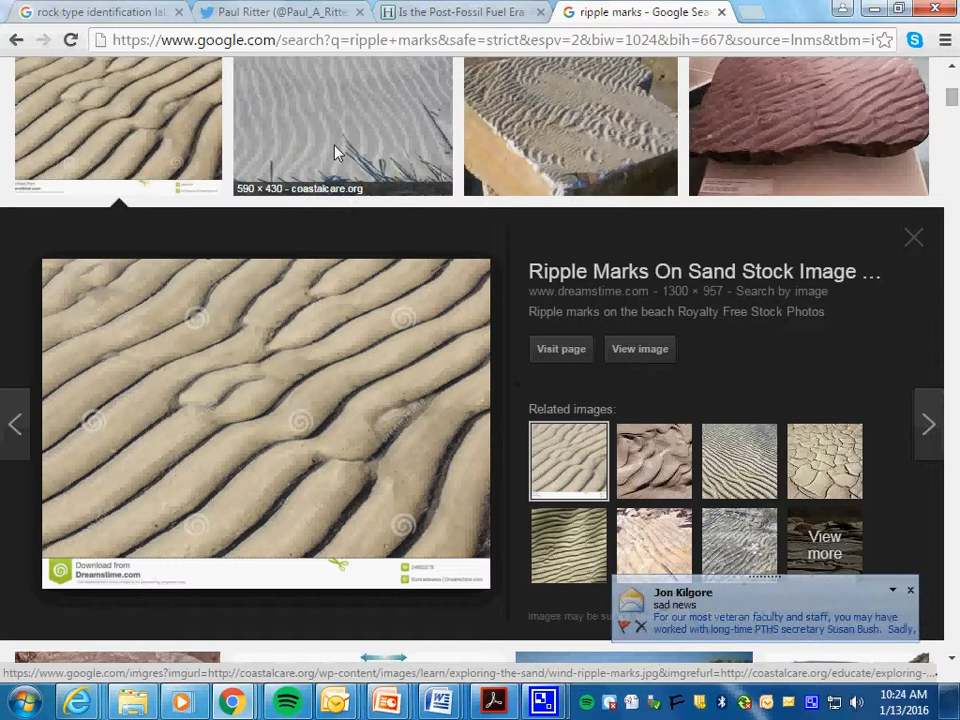 rock type identification la
Paul Ritter (@Paul_A_Ritte
Is the Post-Fossil Fuel Era
ripple marks - Google Sea
https://www.google.com/search?q=ripple+marks&safe=strict&espv=2&biw=1024&bih=667&source=lnms&tbm=i
590 × 430 - coastalcare.org
Ripple Marks On Sand Stock Image ...
www.dreamstime.com - 1300 × 957 - Search by image
Ripple marks on the beach Royalty Free Stock Photos
Visit page
View image
Related images:
View more
Download from
Dreamstime.com
Images may be su
Jon Kilgore
sad news
For our most veteran faculty and staff, you may have
worked with long-time PTHS secretary Susan Bush. Sadly,
https://www.google.com/imgres?imgurl=http://coastalcare.org/wp-content/images/learn/exploring-the-sand/wind-ripple-marks.jpg&imgrefurl=http://coastalcare.org/educate/exploring-...
10:24 AM
1/13/2016